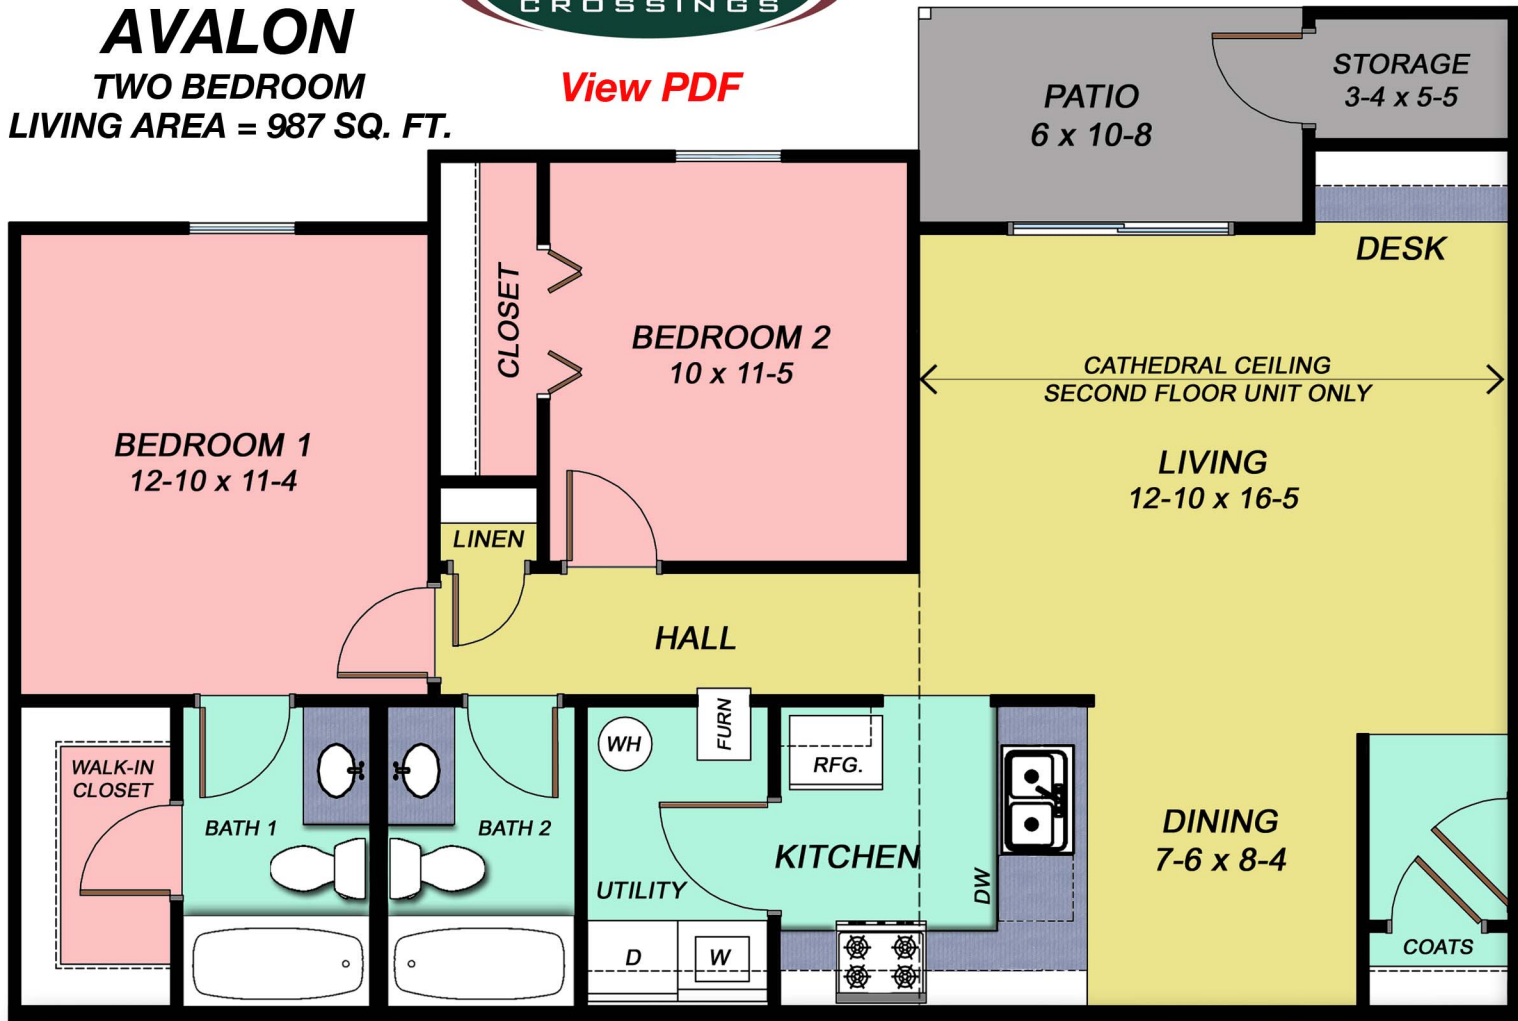 CROSSINGS
AVALON
TWO BEDROOM
LIVING AREA = 987 SQ. FT.
View PDF
PATIO
6 x 10-8
STORAGE
3-4 x 5-5
DESK
CLOSET
BEDROOM 2
10 x 11-5
CATHEDRAL CEILING
SECOND FLOOR UNIT ONLY
BEDROOM 1
12-10 x 11-4
LIVING
12-10 x 16-5
LINEN
HALL
WALK-IN
CLOSET
BATH 1
BATH 2
WH
FURN
RFG.
UTILITY
KITCHEN
DW
DINING
7-6 x 8-4
D
W
COATS